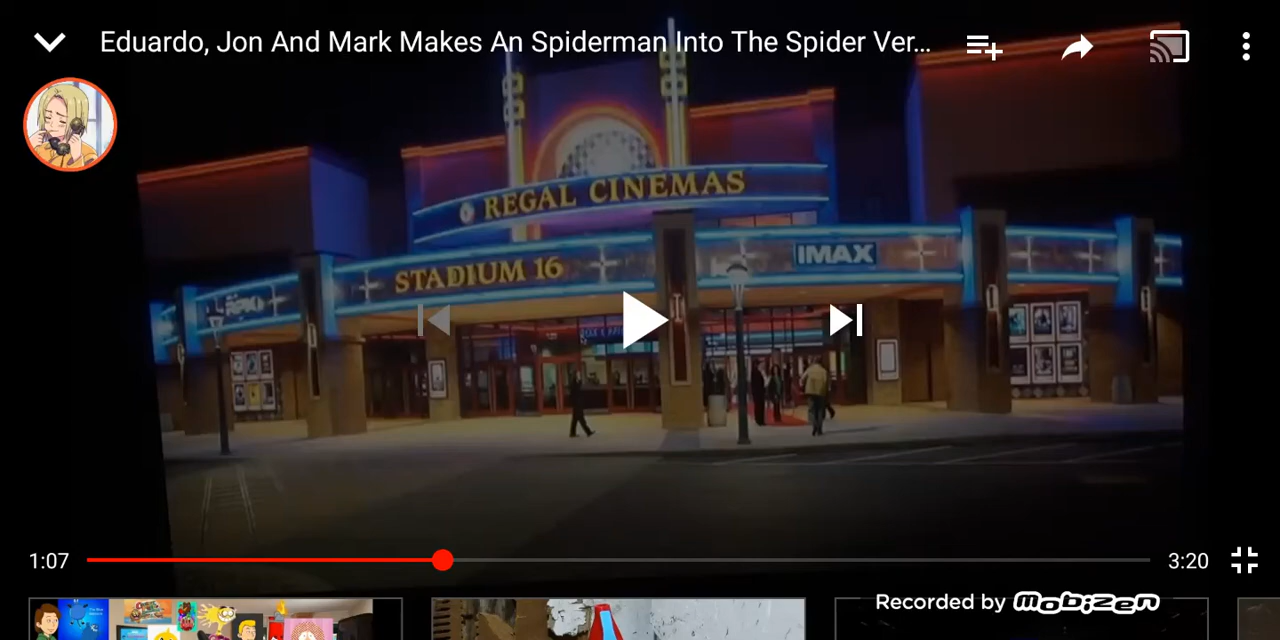 Eduardo, Jon And Mark Makes An Spiderman Into The Spider Ver...
REGAL CINEMAS
STADIUM 16
IMAX
1:07
3:20
Recorded by Mobizen